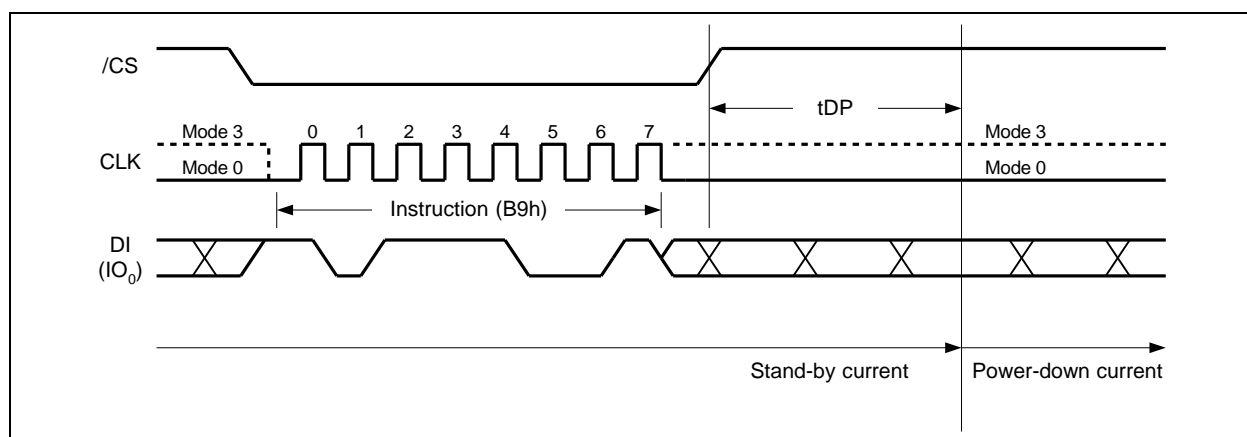 /CS
tDP
Mode 3 0 1 2 3 4 5 6 7 Mode 3
CLK
Mode 0 Mode 0
Instruction (B9h)
DI
(IO₀)
Stand-by current Power-down current